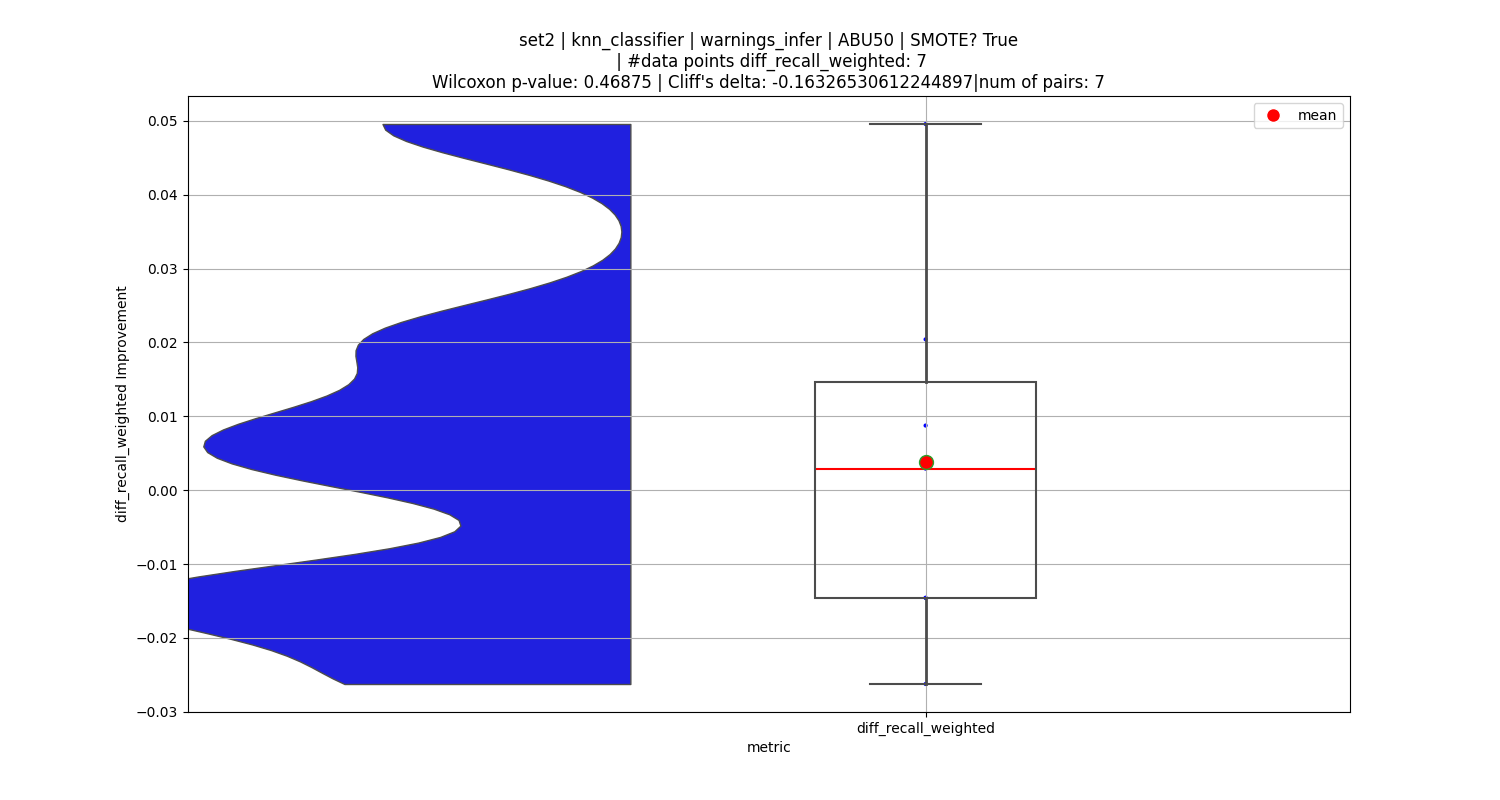 set2 | knn_classifier | warnings_infer | ABU50 | SMOTE? True
| #data points diff_recall_weighted: 7
Wilcoxon p-value: 0.46875 | Cliff's delta: -0.16326530612244897|num of pairs: 7
mean
0.05
0.04
0.03
0.02
0.01
0.00
−0.01
−0.02
−0.03
diff_recall_weighted Improvement
diff_recall_weighted
metric